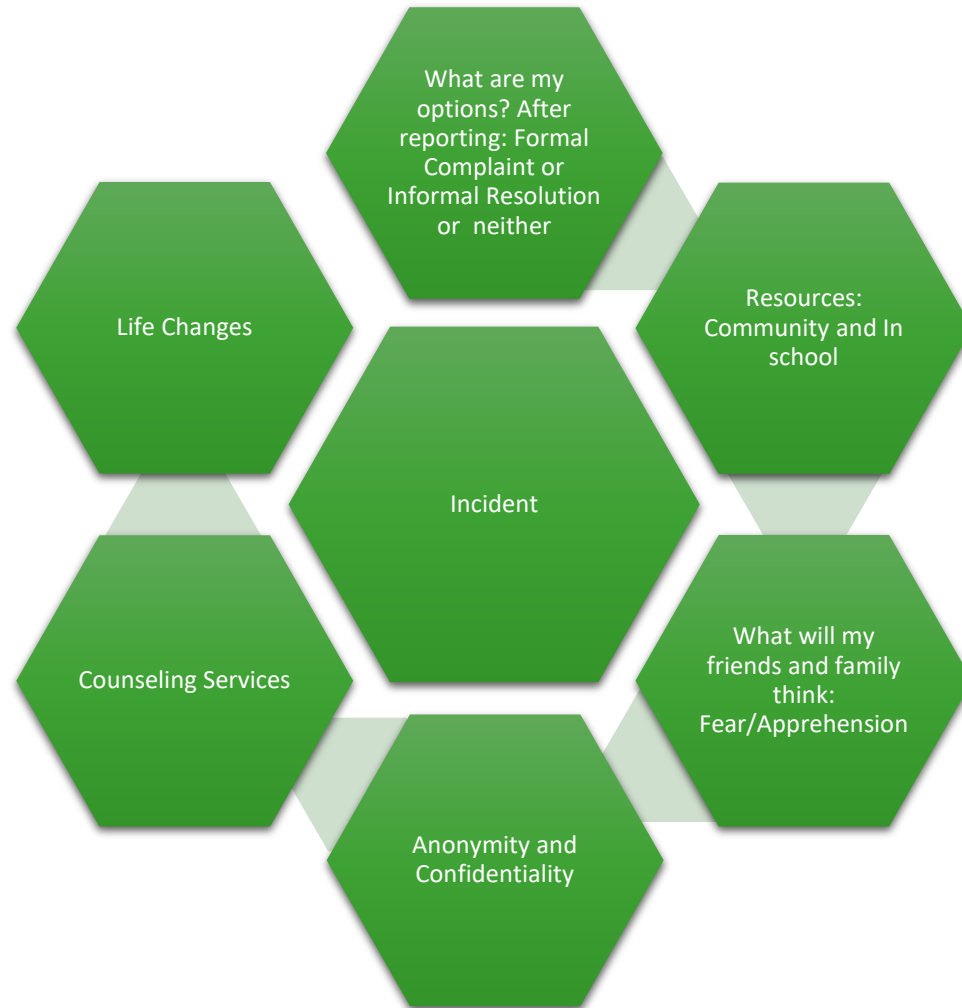 What are my
options? After
reporting: Formal
Complaint or
Informal Resolution
or neither
Resources:
Community and In
school
What will my
friends and family
think:
Fear/Apprehension
Anonymity and
Confidentiality
Counseling Services
Life Changes
Incident